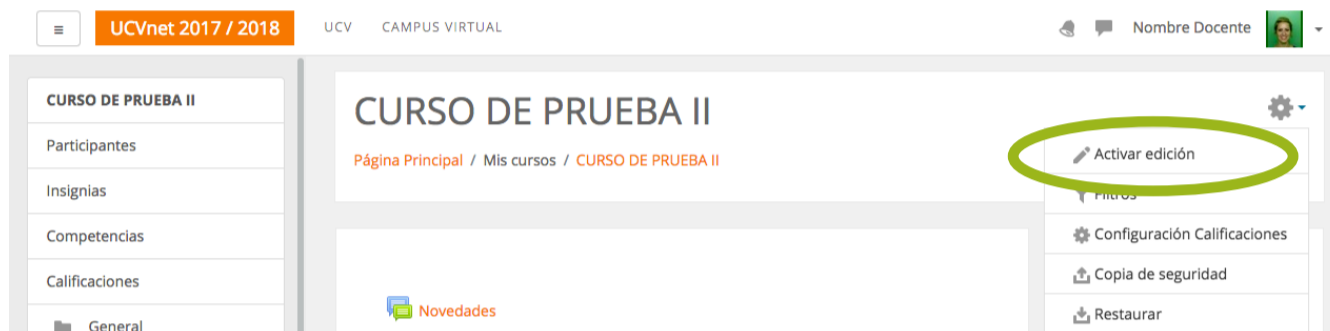 UCVnet 2017 / 2018 UCV CAMPUS VIRTUAL Nombre Docente
CURSO DE PRUEBA II
Participantes
Insignias
Competencias
Calificaciones
General
CURSO DE PRUEBA II
Página Principal / Mis cursos / CURSO DE PRUEBA II
Novedades
Activar edición
Filtros
Configuración Calificaciones
Copia de seguridad
Restaurar